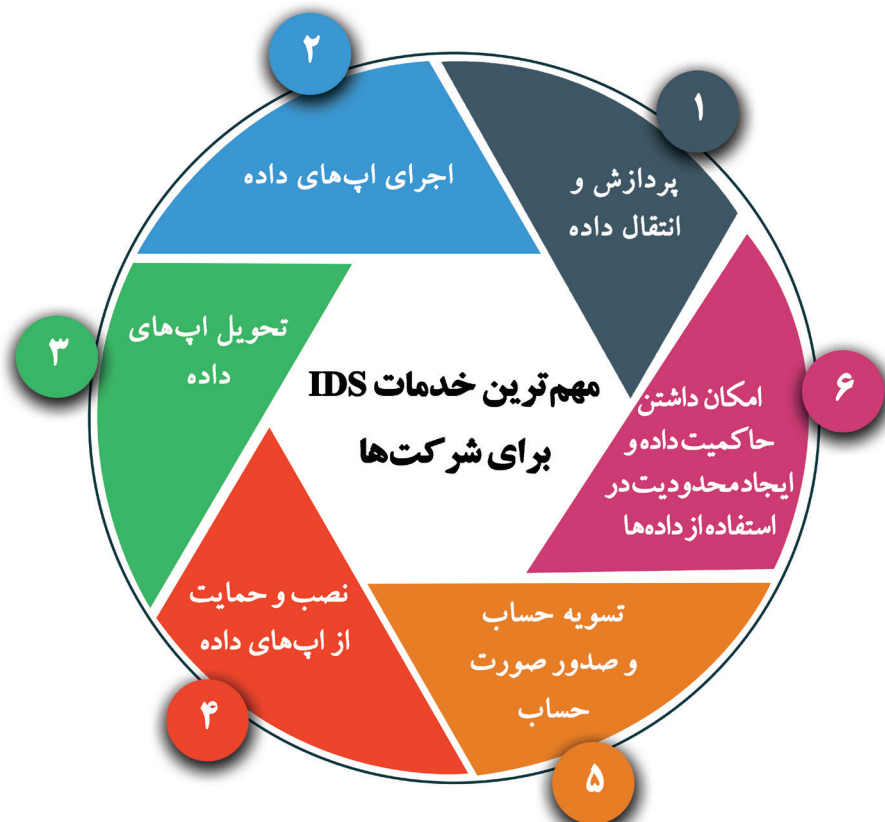 مهم‌ترین خدمات IDS
برای شرکت‌ها
۱
پردازش و
انتقال داده
۲
اجرای اپ‌های داده
۳
تحویل اپ‌های
داده
۴
نصب و حمایت
از اپ‌های داده
۵
تسویه حساب
و صدور صورت
حساب
۶
امکان داشتن
حاکمیت داده و
ایجاد محدودیت در
استفاده از داده‌ها